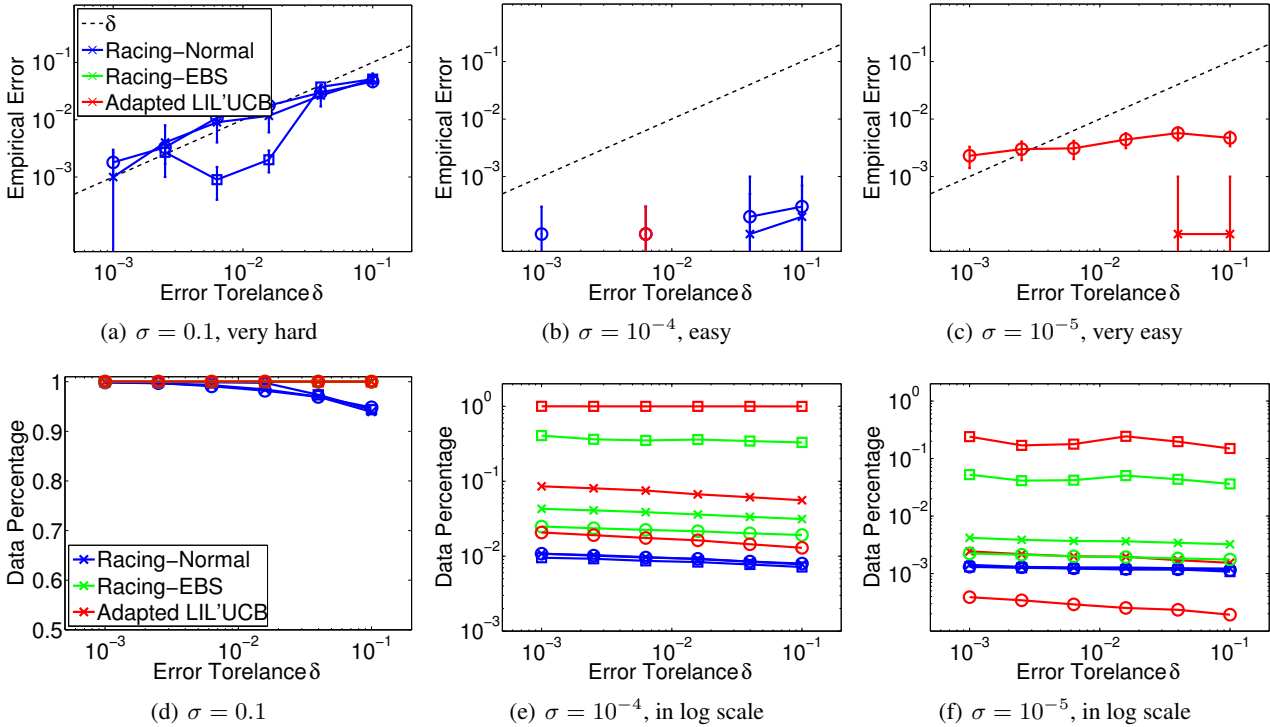 δ
Racing-Normal
Racing-EBS
Adapted LIL'UCB
Empirical Error
10^-1
10^-2
10^-3
10^-3
10^-2
10^-1
Error Torelance δ
(a) σ = 0.1, very hard
Empirical Error
10^-1
10^-2
10^-3
10^-3
10^-2
10^-1
Error Torelance δ
(b) σ = 10^-4, easy
Empirical Error
10^-1
10^-2
10^-3
10^-3
10^-2
10^-1
Error Torelance δ
(c) σ = 10^-5, very easy
Data Percentage
1
0.9
0.8
0.7
0.6
0.5
Racing-Normal
Racing-EBS
Adapted LIL'UCB
10^-3
10^-2
10^-1
Error Torelance δ
(d) σ = 0.1
Data Percentage
10^0
10^-1
10^-2
10^-3
10^-3
10^-2
10^-1
Error Torelance δ
(e) σ = 10^-4, in log scale
Data Percentage
10^0
10^-1
10^-2
10^-3
10^-3
10^-2
10^-1
Error Torelance δ
(f) σ = 10^-5, in log scale